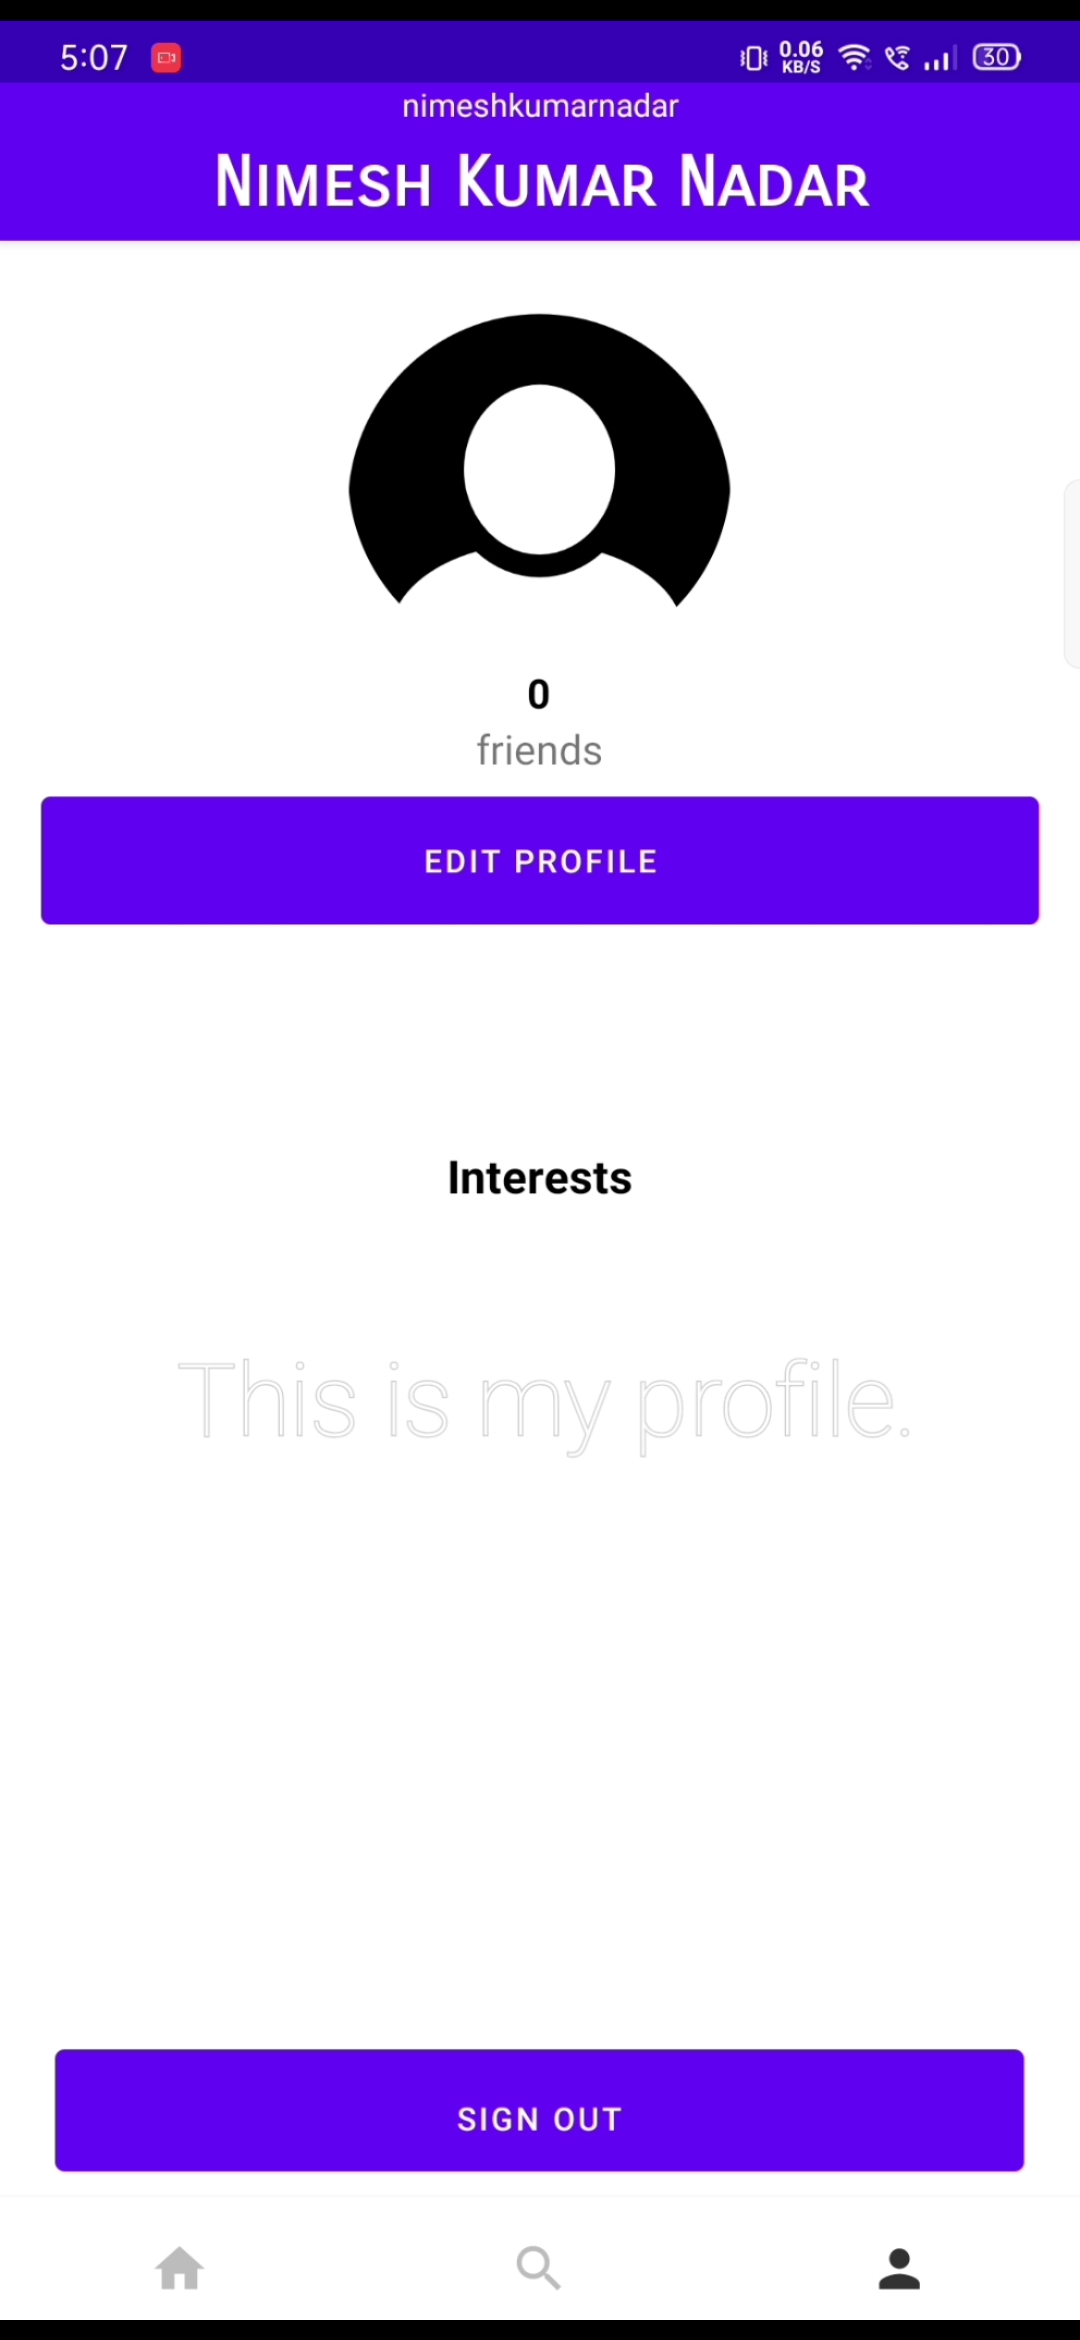 5:07 0.06 KB/S 30
nimeshkumarnadar
Nimesh Kumar Nadar
0
friends
EDIT PROFILE
Interests
This is my profile.
SIGN OUT